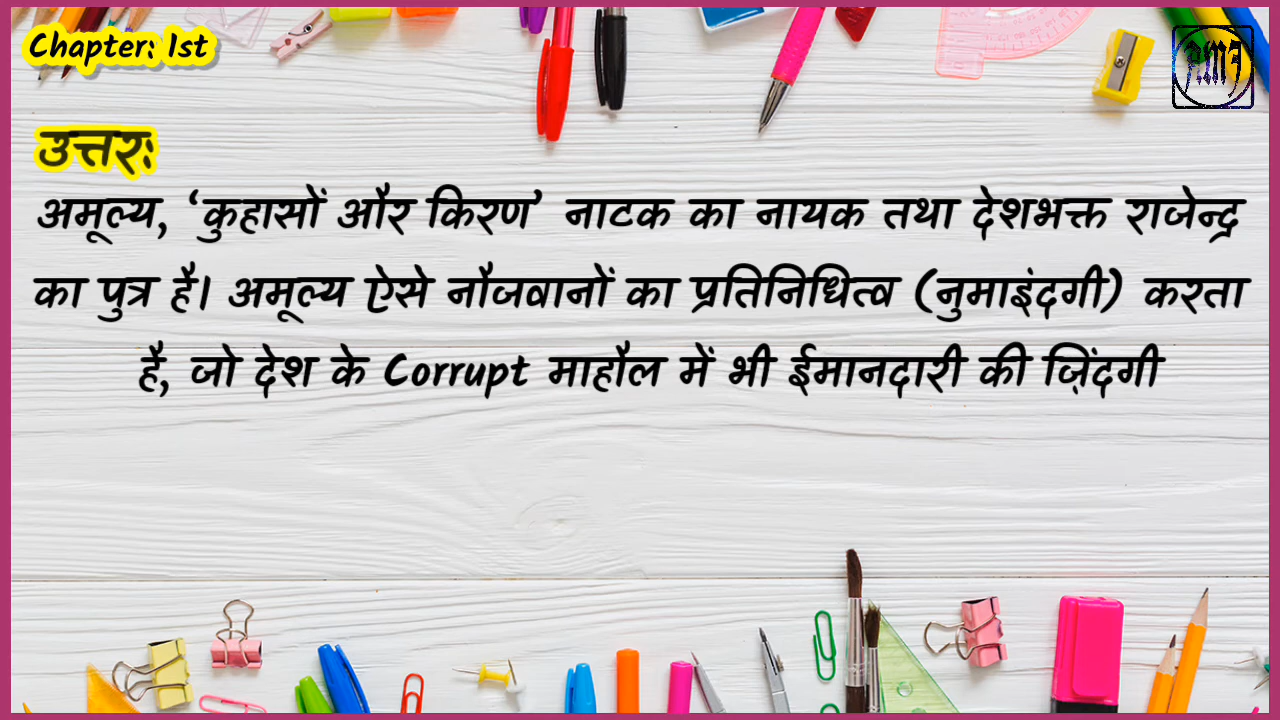 Chapter: 1st
उत्तर:
अमूल्य, ‘कुहासों और किरण’ नाटक का नायक तथा देशभक्त राजेन्द्र
का पुत्र है। अमूल्य ऐसे नौजवानों का प्रतिनिधित्व (नुमाइंदगी) करता
है, जो देश के Corrupt माहौल में भी ईमानदारी की ज़िंदगी